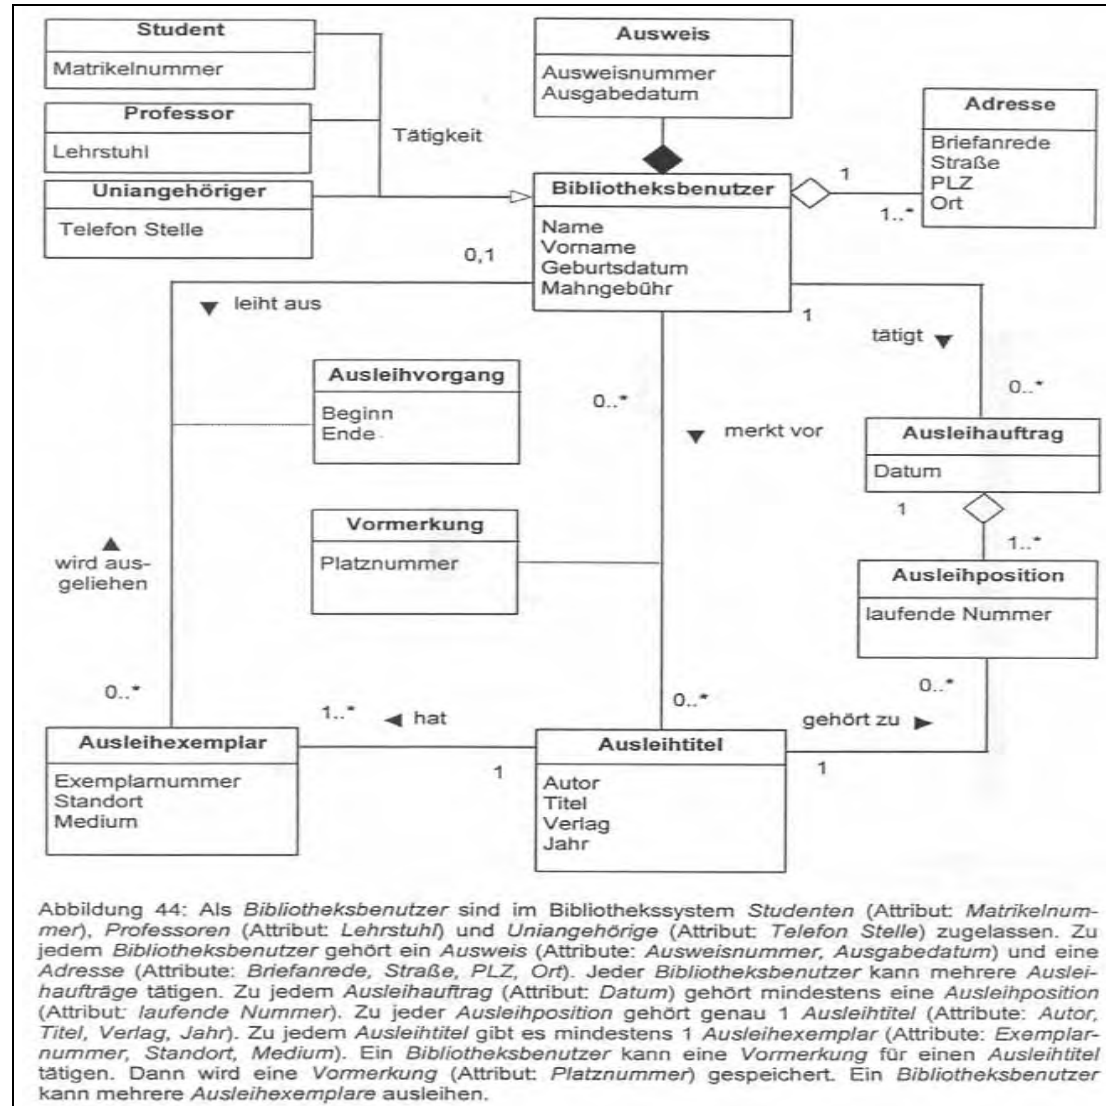 Student
Matrikelnummer
Professor
Lehrstuhl
Uniangehöriger
Telefon Stelle
Tätigkeit
Ausweis
Ausweisnummer
Ausgabedatum
Adresse
Briefanrede
Straße
PLZ
Ort
1
1..*
Bibliotheksbenutzer
Name
Vorname
Geburtsdatum
Mahngebühr
0,1
▼ leiht aus
1
tätigt ▼
0..*
Ausleihvorgang
Beginn
Ende
0..*
▼ merkt vor
Ausleihauftrag
Datum
1
1..*
Vormerkung
Platznummer
▲
wird aus-
geliehen
Ausleihposition
laufende Nummer
0..*
1..*
◄ hat
1
0..*
gehört zu ►
0..*
1
Ausleihexemplar
Exemplarnummer
Standort
Medium
Ausleihtitel
Autor
Titel
Verlag
Jahr
Abbildung 44: Als Bibliotheksbenutzer sind im Bibliothekssystem Studenten (Attribut: Matrikelnum-
mer), Professoren (Attribut: Lehrstuhl) und Uniangehörige (Attribut: Telefon Stelle) zugelassen. Zu
jedem Bibliotheksbenutzer gehört ein Ausweis (Attribute: Ausweisnummer, Ausgabedatum) und eine
Adresse (Attribute: Briefanrede, Straße, PLZ, Ort). Jeder Bibliotheksbenutzer kann mehrere Auslei-
haufträge tätigen. Zu jedem Ausleihauftrag (Attribut: Datum) gehört mindestens eine Ausleihposition
(Attribut: laufende Nummer). Zu jeder Ausleihposition gehört genau 1 Ausleihtitel (Attribute: Autor,
Titel, Verlag, Jahr). Zu jedem Ausleihtitel gibt es mindestens 1 Ausleihexemplar (Attribute: Exemplar-
nummer, Standort, Medium). Ein Bibliotheksbenutzer kann eine Vormerkung für einen Ausleihtitel
tätigen. Dann wird eine Vormerkung (Attribut: Platznummer) gespeichert. Ein Bibliotheksbenutzer
kann mehrere Ausleihexemplare ausleihen.